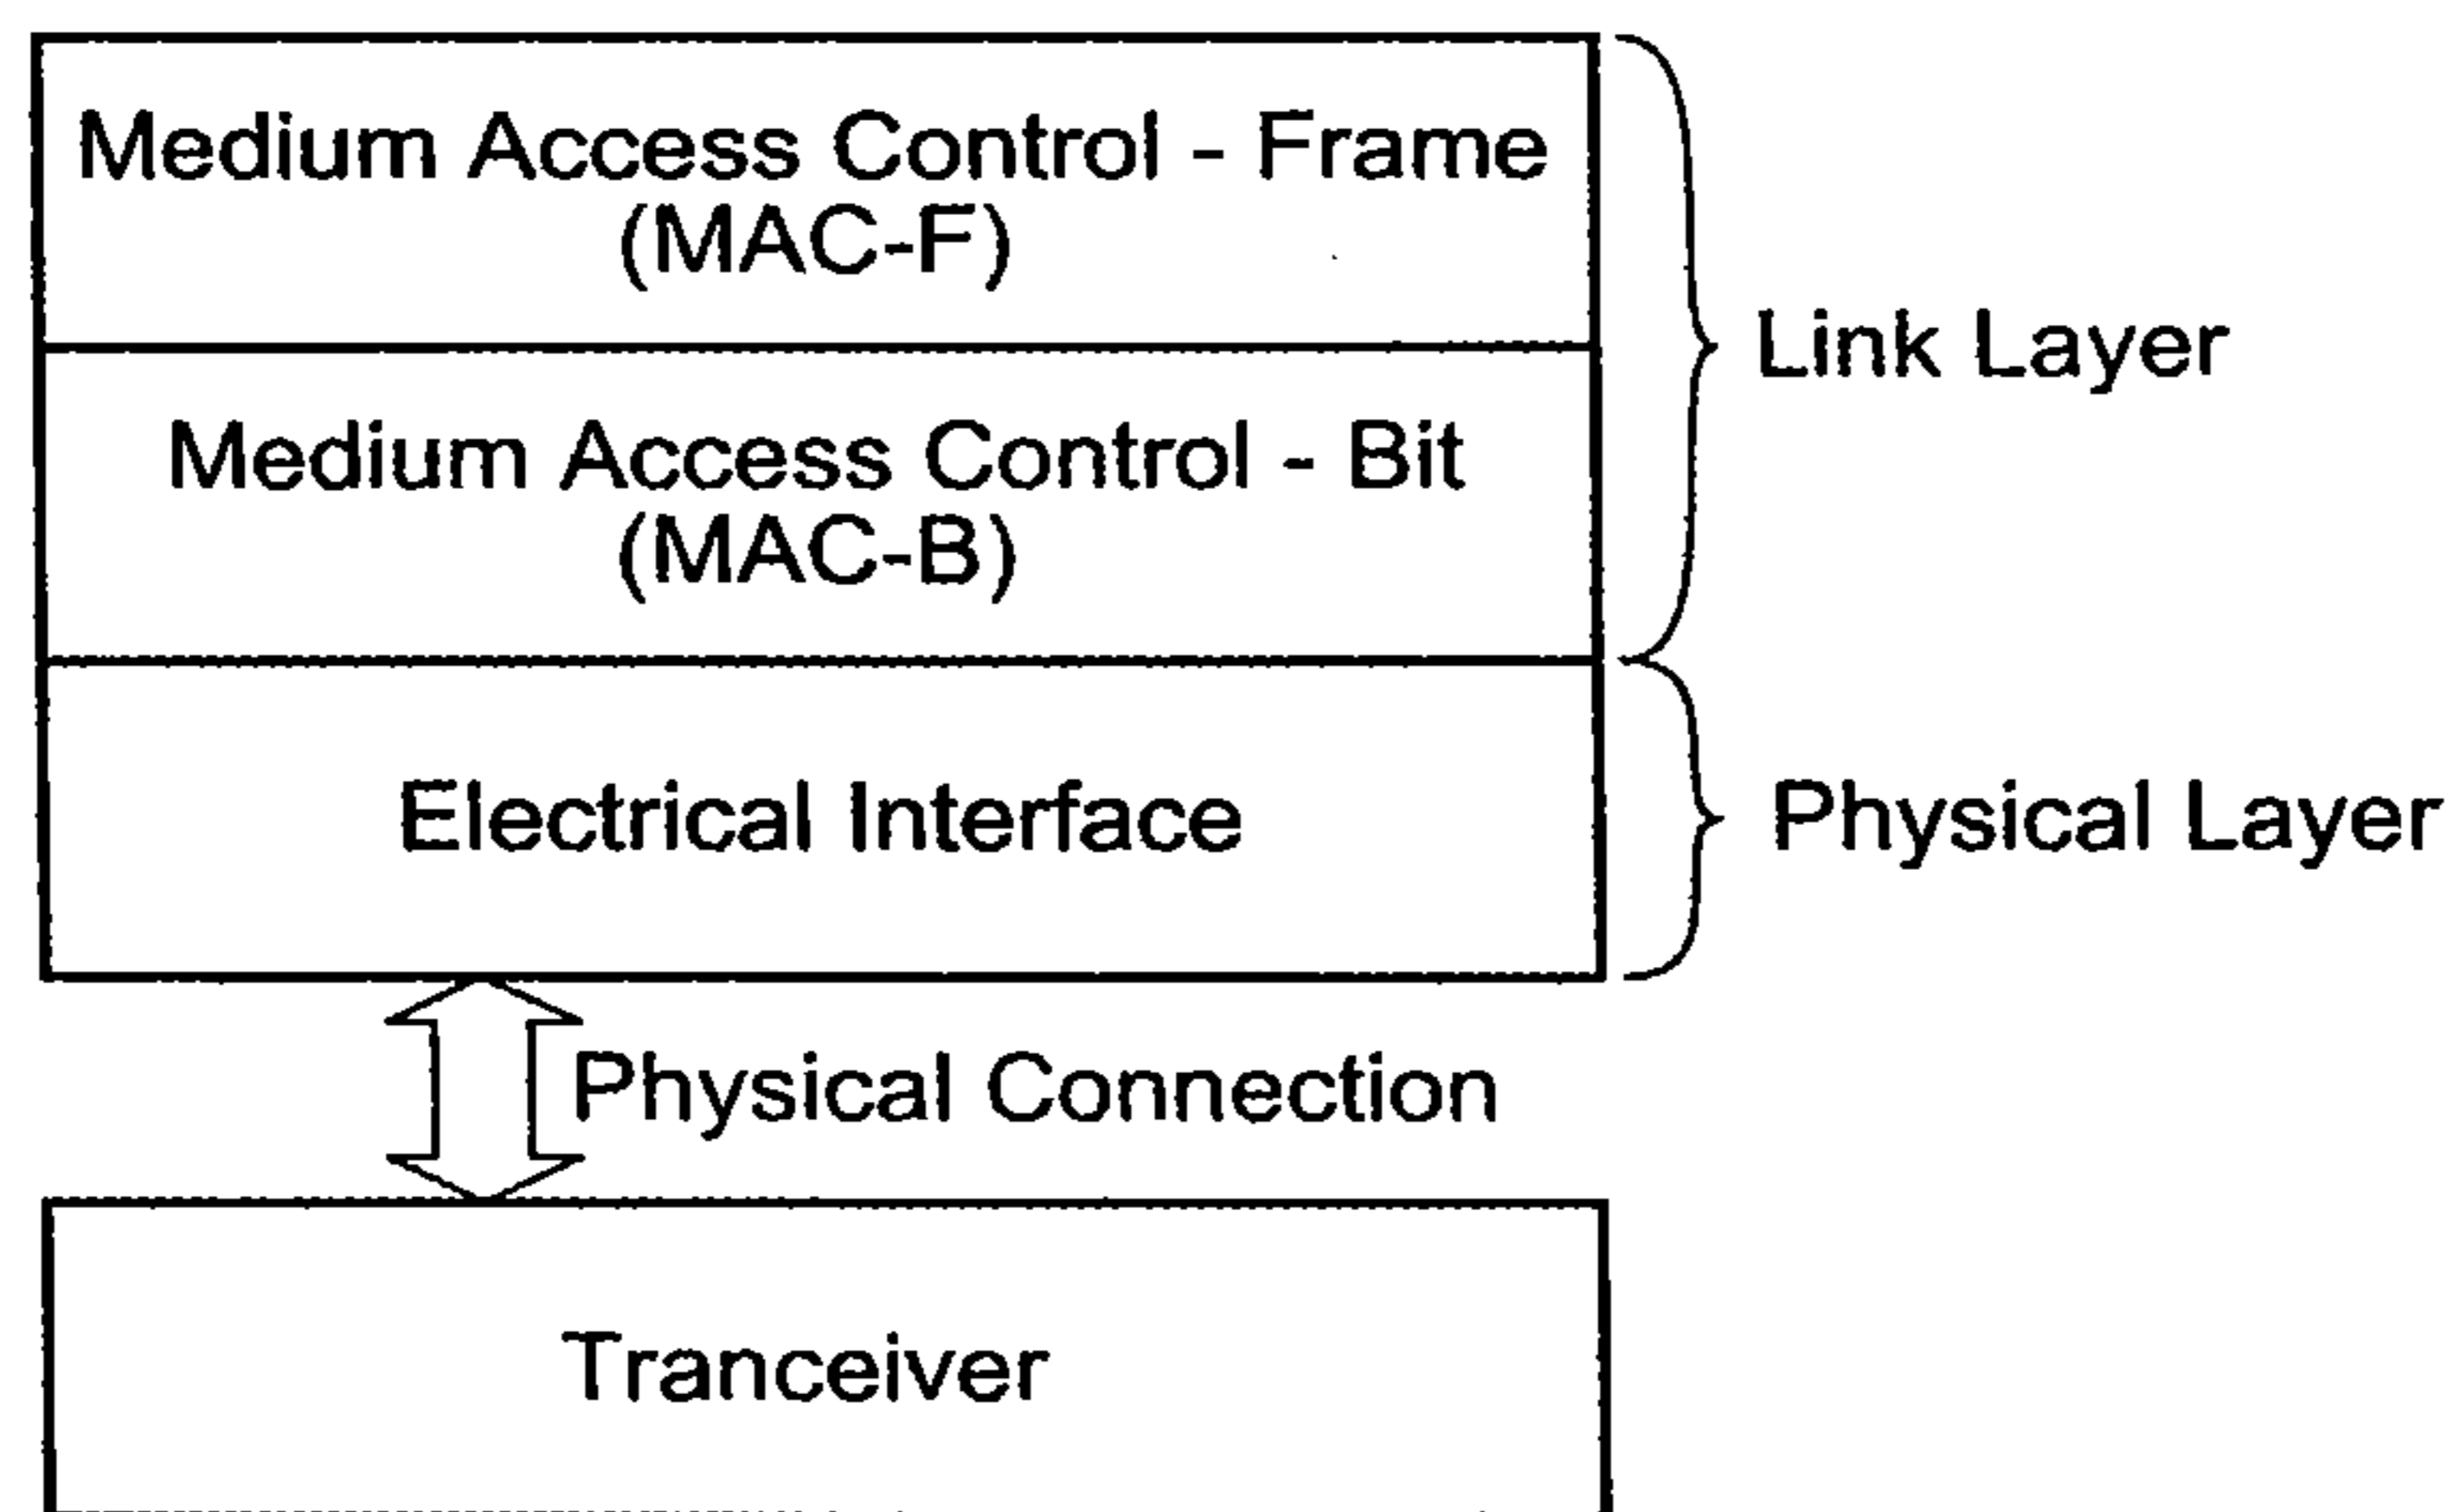 Medium Access Control - Frame
(MAC-F)
Link Layer
Medium Access Control - Bit
(MAC-B)
Electrical Interface
Physical Layer
Physical Connection
Tranceiver